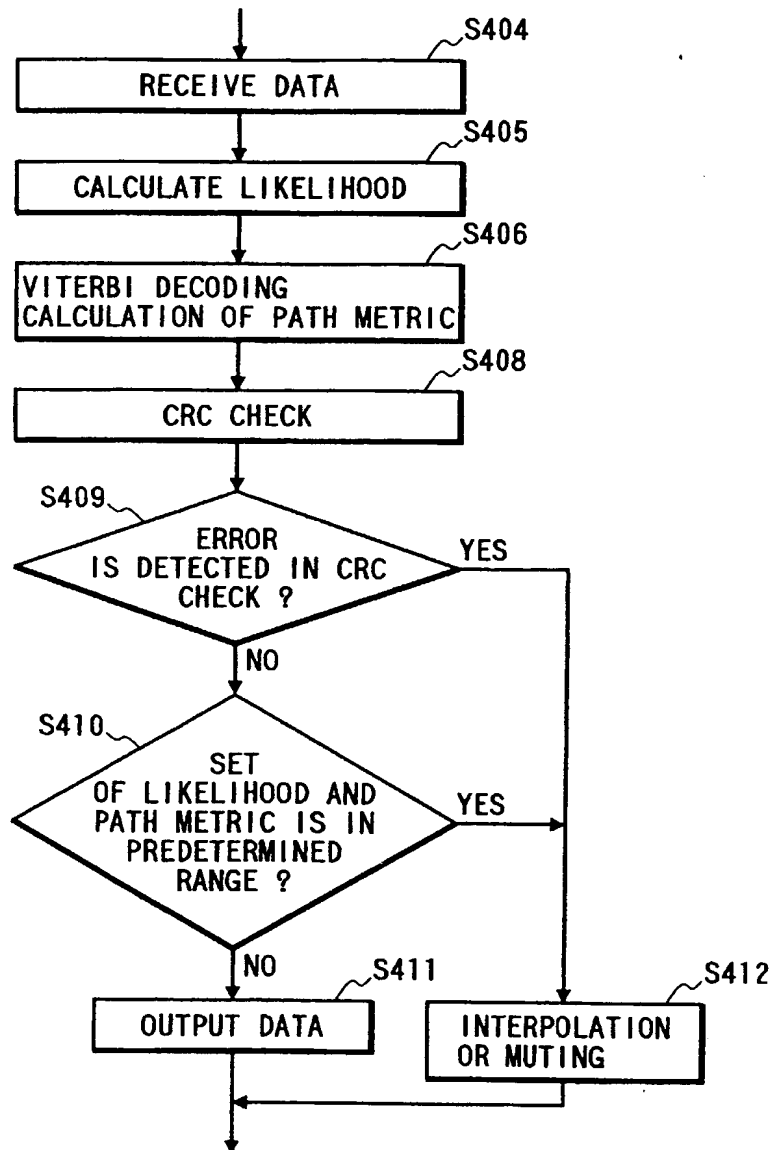 S404
RECEIVE DATA
S405
CALCULATE LIKELIHOOD
S406
VITERBI DECODING
CALCULATION OF PATH METRIC
S408
CRC CHECK
S409
ERROR
IS DETECTED IN CRC
CHECK ?
YES
NO
S410
SET
OF LIKELIHOOD AND
PATH METRIC IS IN
PREDETERMINED
RANGE ?
YES
NO
S411
OUTPUT DATA
S412
INTERPOLATION
OR MUTING